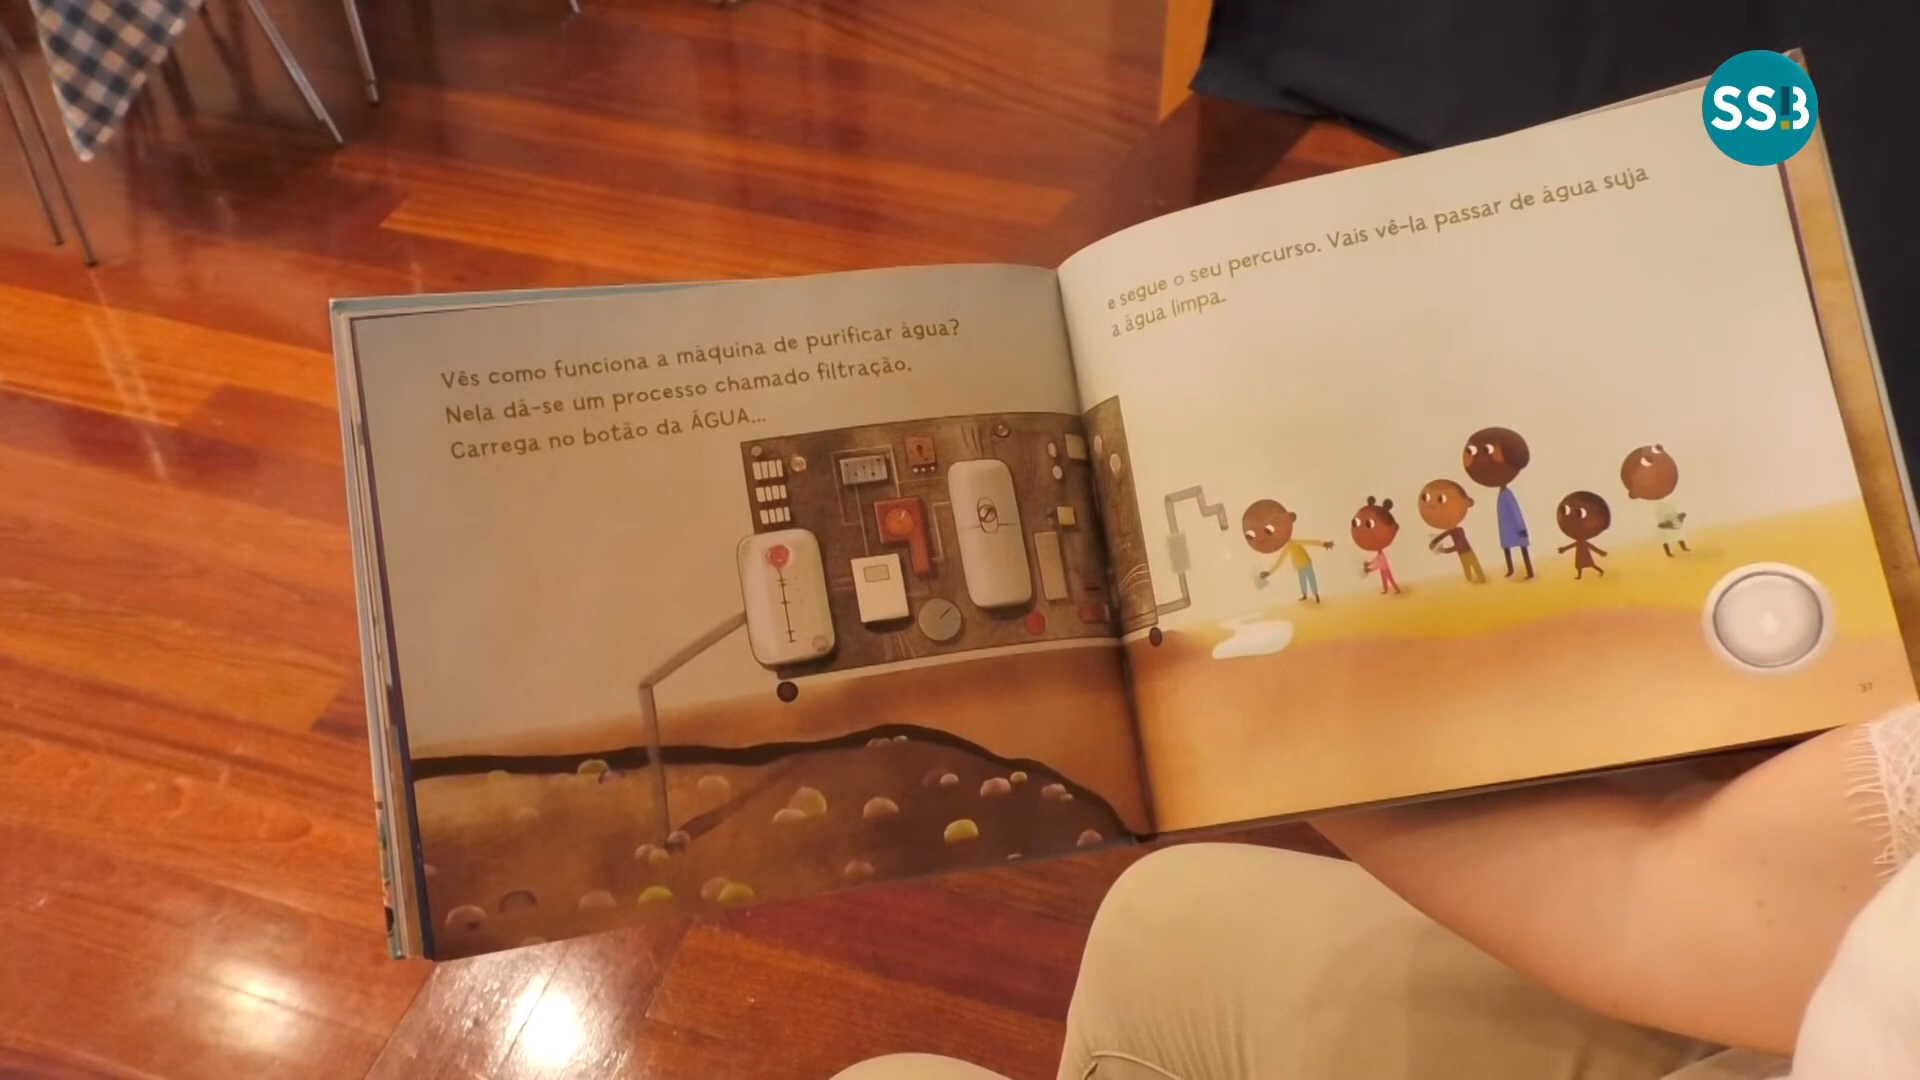 Vês como funciona a máquina de purificar água?
Nela dá-se um processo chamado filtração.
Carrega no botão da ÁGUA...
e segue o seu percurso. Vais vê-la passar de água suja
a água limpa.
37
SS!B